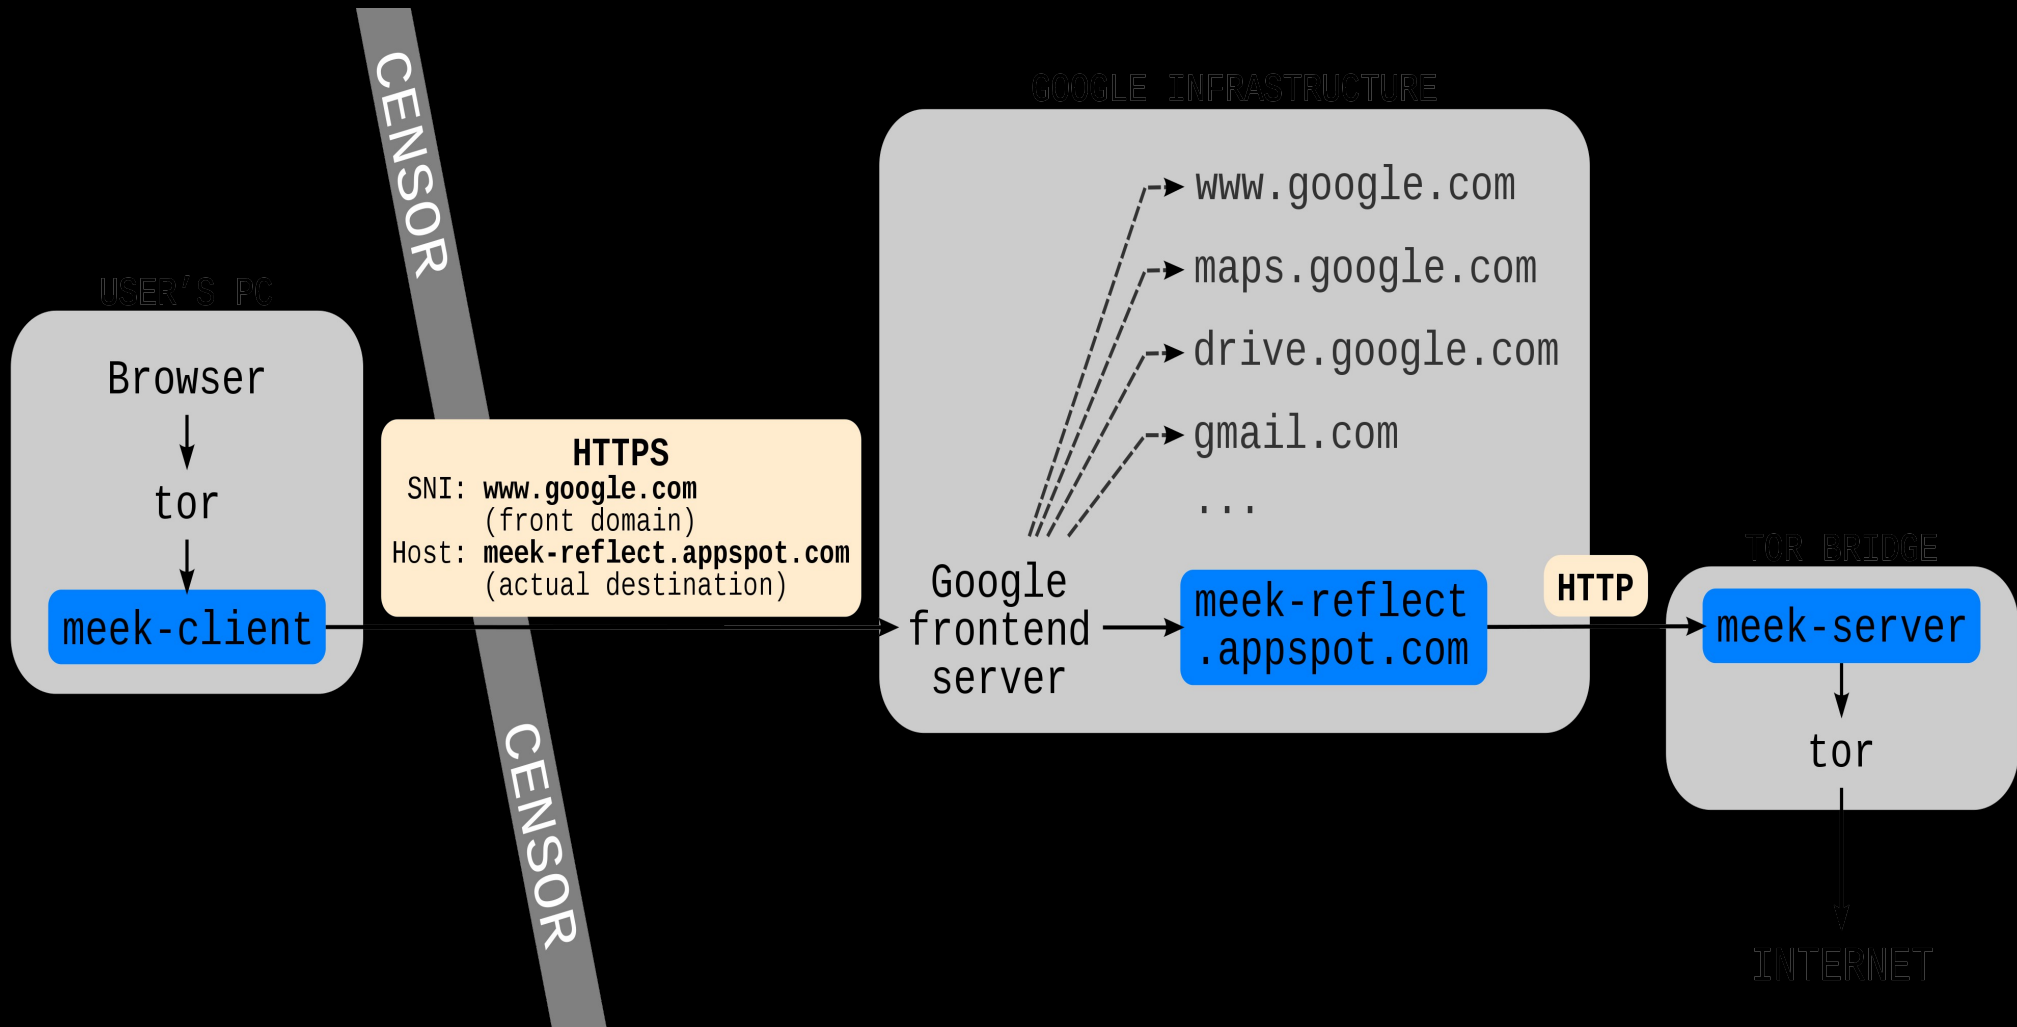 CENSOR
GOOGLE INFRASTRUCTURE
www.google.com
maps.google.com
drive.google.com
gmail.com
...
USER’S PC
Browser
tor
meek-client
HTTPS
SNI: www.google.com
(front domain)
Host: meek-reflect.appspot.com
(actual destination)
Google
frontend
server
meek-reflect
.appspot.com
HTTP
TOR BRIDGE
meek-server
tor
INTERNET
CENSOR